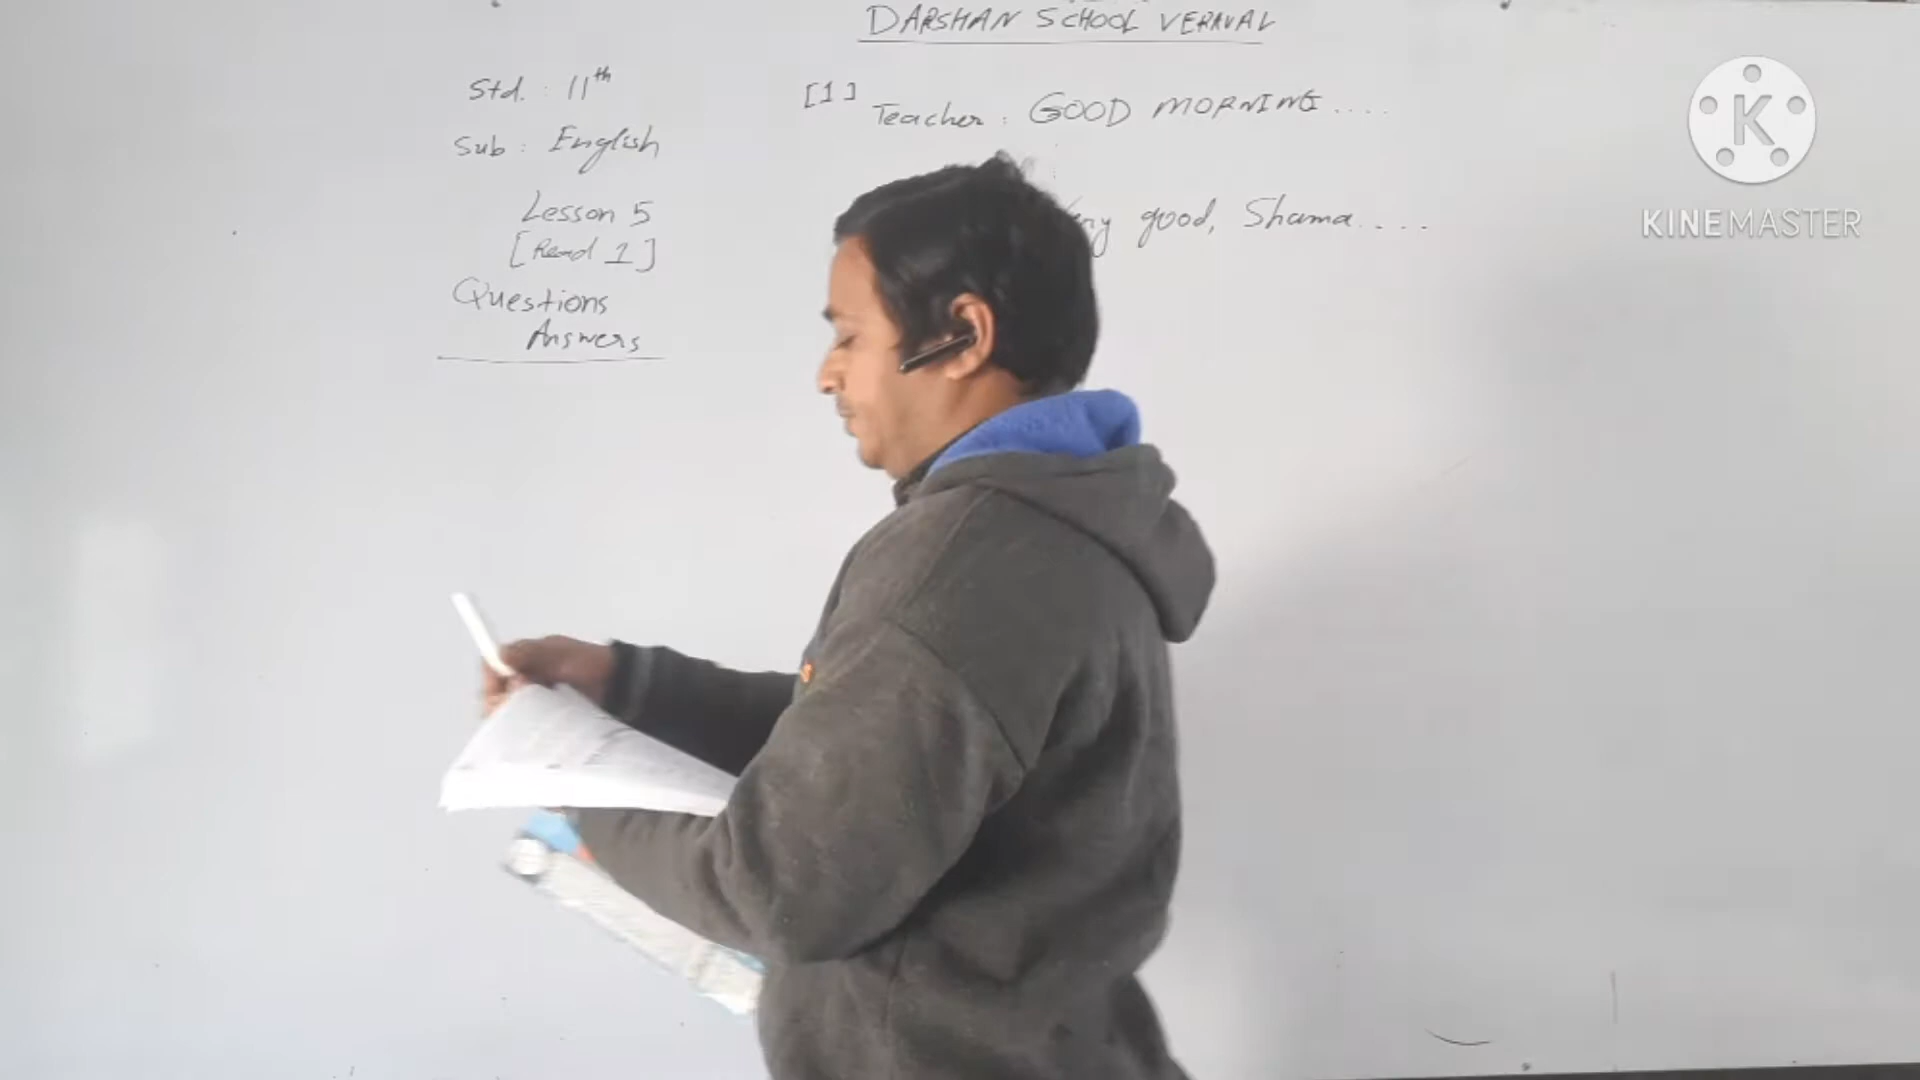 DARSHAN SCHOOL VERAVAL
Std. : 11th
Sub : English
Lesson 5
[Read 1]
Questions
Answers
[1]
Teacher : GOOD MORNING....
good, Shama....
K
KINEMASTER